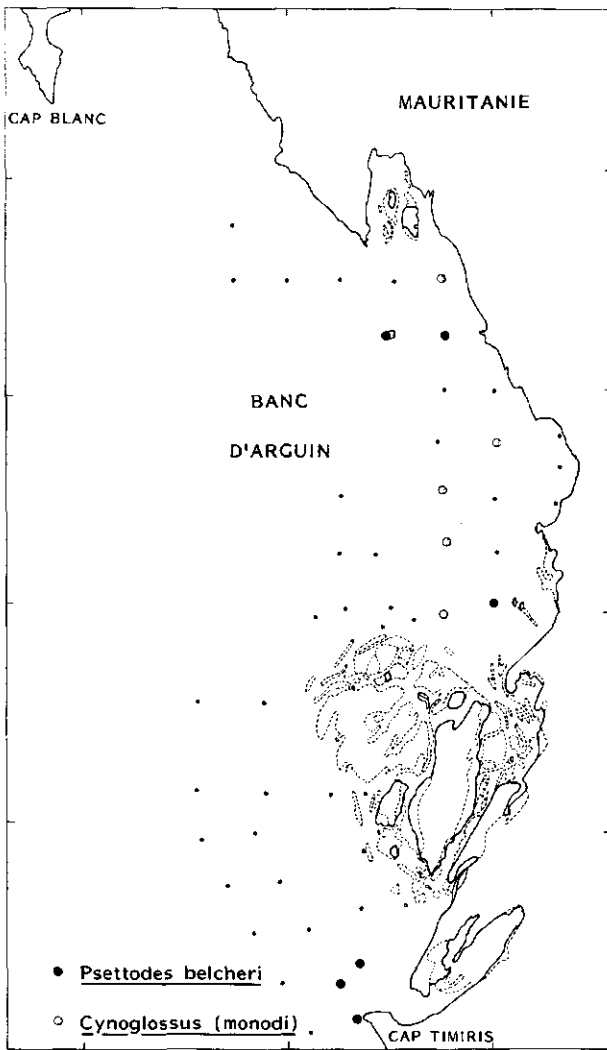 MAURITANIE
CAP BLANC
BANC
D'ARGUIN
Psettodes belcheri
Cynoglossus (monodi)
CAP TIMIRIS